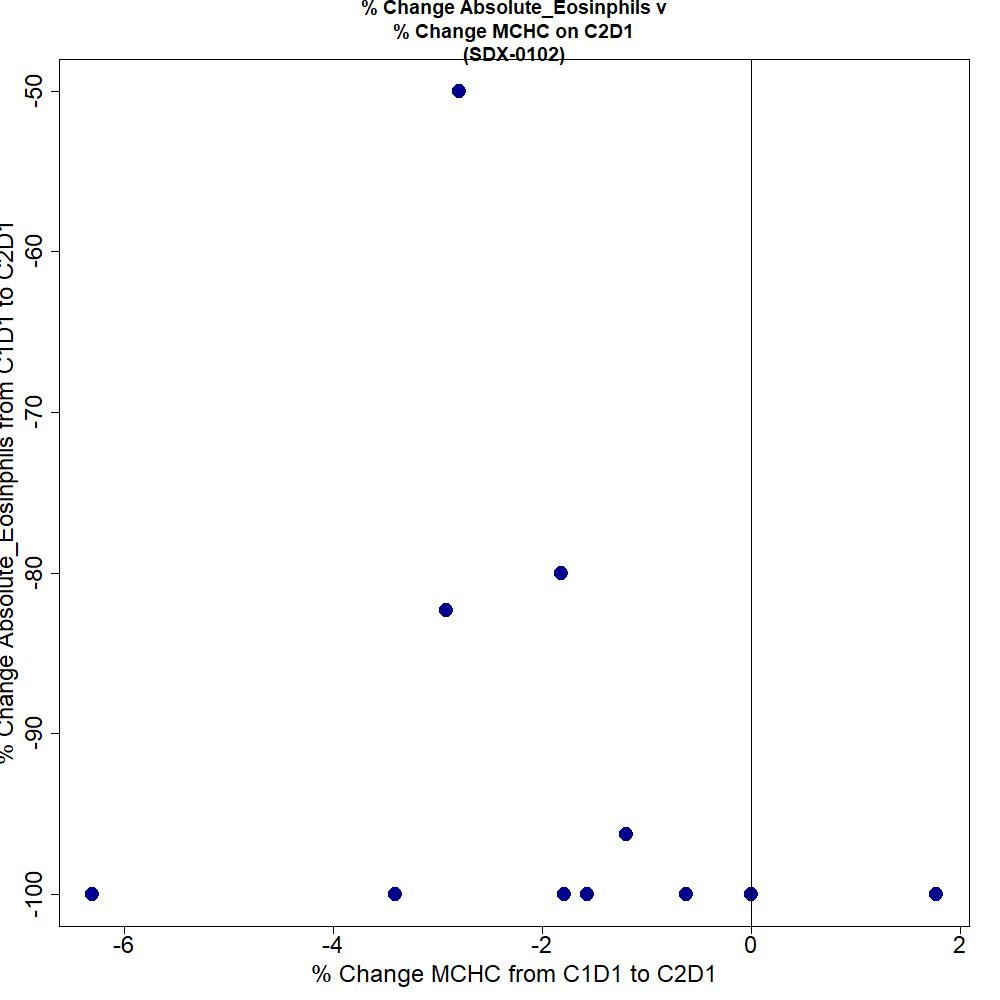 % Change Absolute_Eosinphils v
% Change MCHC on C2D1
(SDX-0102)
% Change Absolute_Eosinphils from C1D1 to C2D1
-50
-60
-70
-80
-90
-100
-6
-4
-2
0
2
% Change MCHC from C1D1 to C2D1